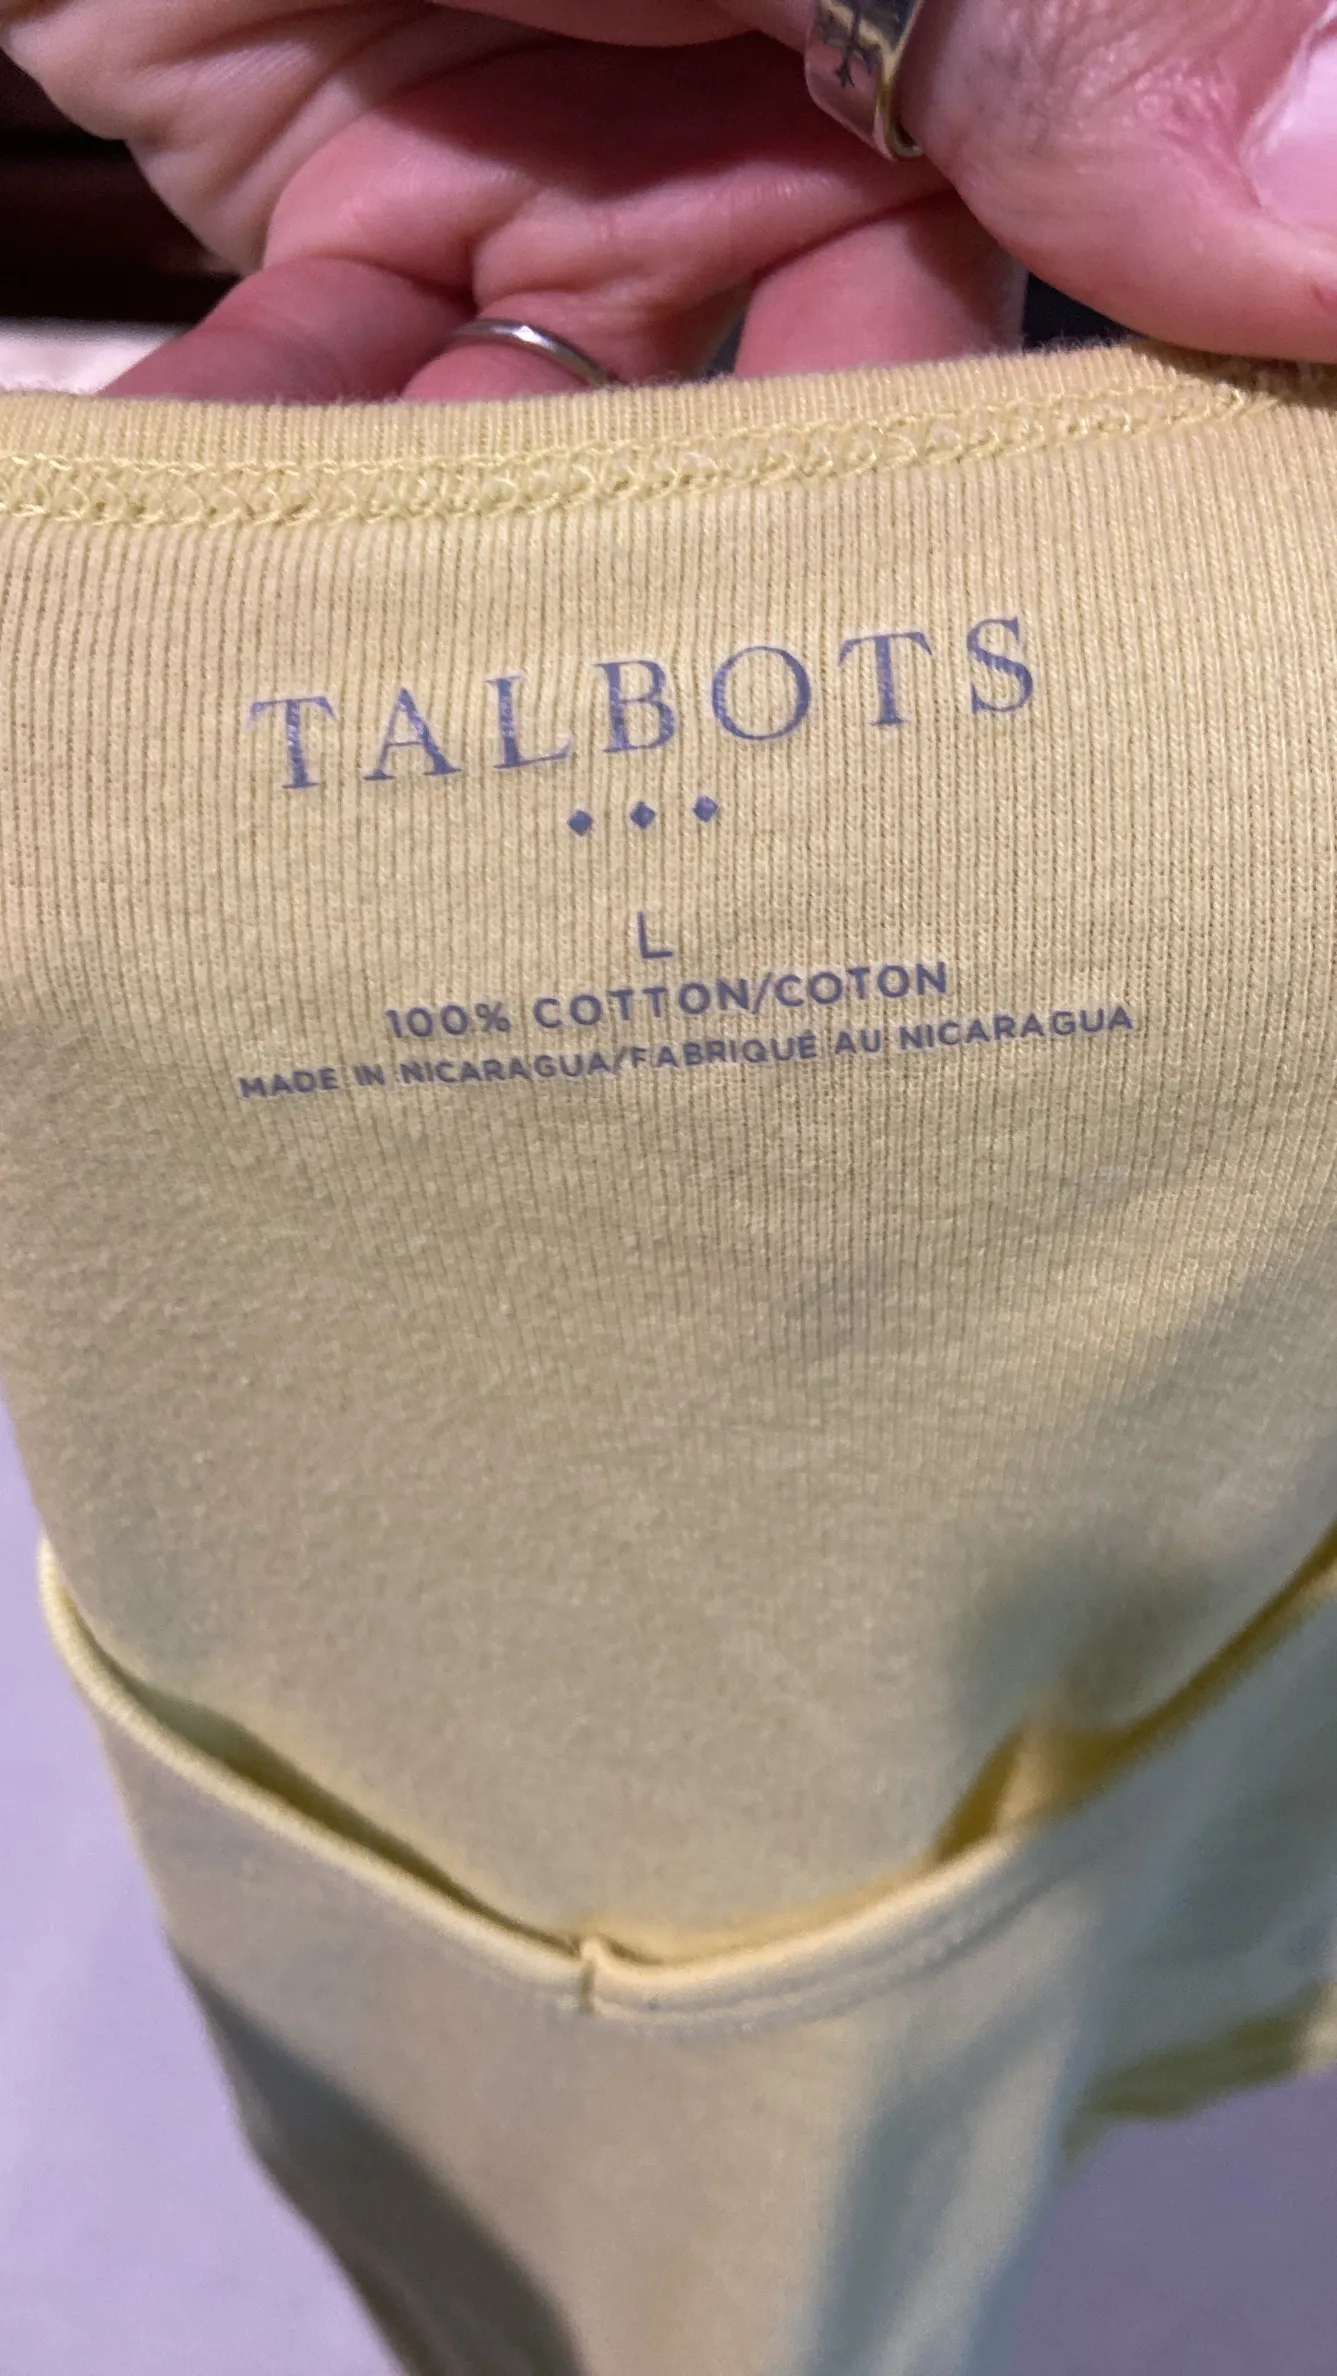 TALBOTS
L
100% COTTON/COTON
MADE IN NICARAGUA/FABRIQUÉ AU NICARAGUA